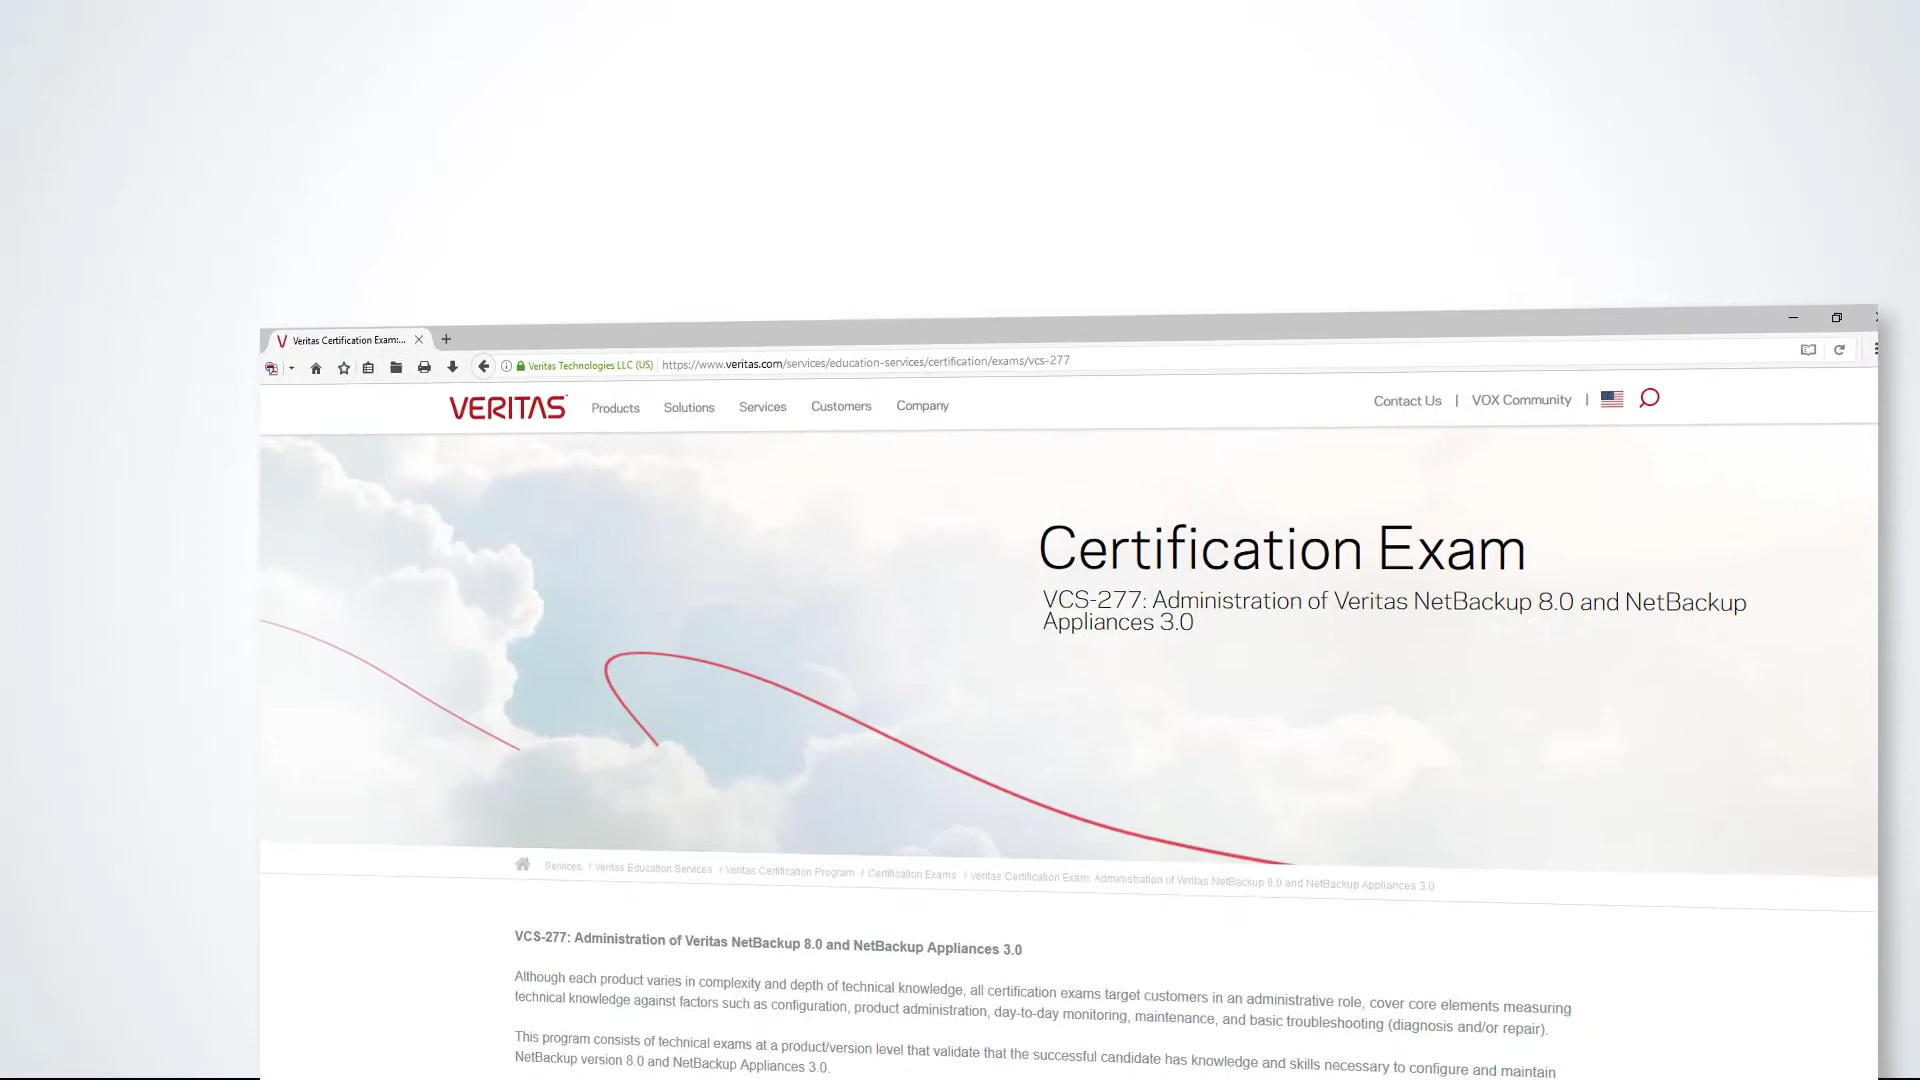 Veritas Certification Exam:...
Veritas Technologies LLC (US) https://www.veritas.com/services/education-services/certification/exams/vcs-277
VERITAS Products Solutions Services Customers Company Contact Us | VOX Community |
Certification Exam
VCS-277: Administration of Veritas NetBackup 8.0 and NetBackup
Appliances 3.0
Services / Veritas Education Services / Veritas Certification Program / Certification Exams / Veritas Certification Exam: Administration of Veritas NetBackup 8.0 and NetBackup Appliances 3.0
VCS-277: Administration of Veritas NetBackup 8.0 and NetBackup Appliances 3.0
Although each product varies in complexity and depth of technical knowledge, all certification exams target customers in an administrative role, cover core elements measuring
technical knowledge against factors such as configuration, product administration, day-to-day monitoring, maintenance, and basic troubleshooting (diagnosis and/or repair).
This program consists of technical exams at a product/version level that validate that the successful candidate has knowledge and skills necessary to configure and maintain
NetBackup version 8.0 and NetBackup Appliances 3.0.